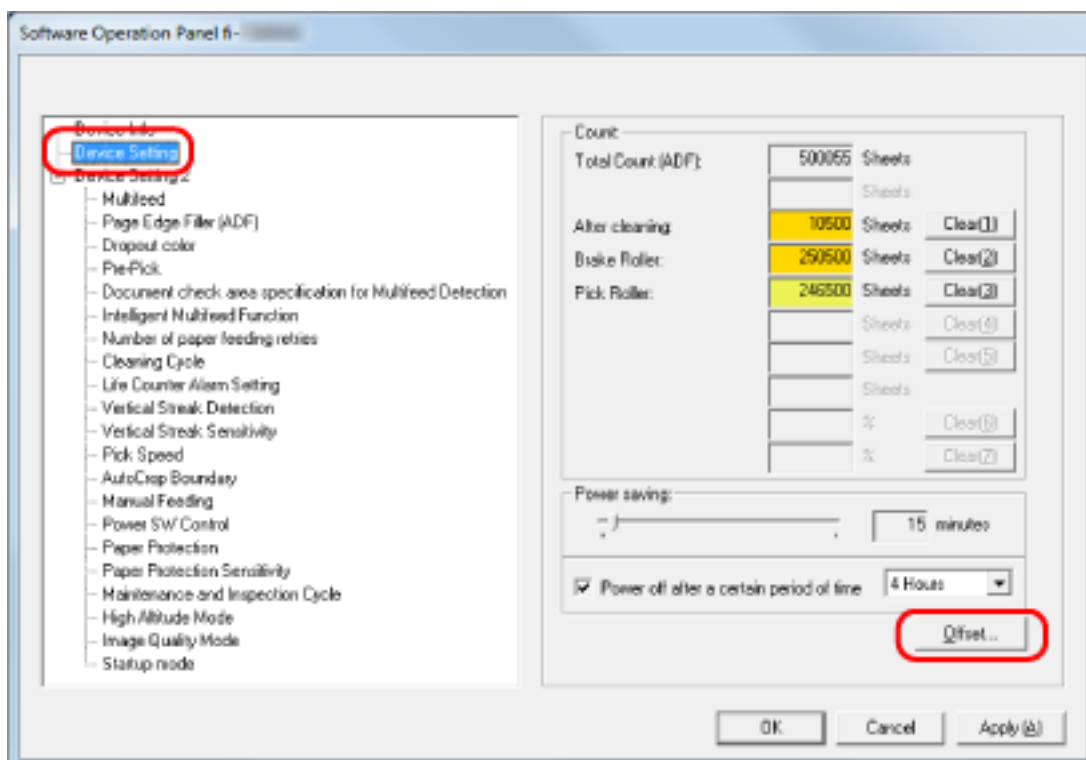 Software Operation Panel fi-
Device Info
Device Setting
Device Setting 2
Multifeed
Page Edge Filler (ADF)
Dropout color
Pre-Pick
Document check area specification for Multifeed Detection
Intelligent Multifeed Function
Number of paper feeding retries
Cleaning Cycle
Life Counter Alarm Setting
Vertical Streak Detection
Vertical Streak Sensitivity
Pick Speed
AutoCrop Boundary
Manual Feeding
Power SW Control
Paper Protection
Paper Protection Sensitivity
Maintenance and Inspection Cycle
High Altitude Mode
Image Quality Mode
Startup mode
Count
Total Count (ADF): 500055 Sheets
Sheets
After cleaning: 10500 Sheets Clear(1)
Brake Roller: 250500 Sheets Clear(2)
Pick Roller: 246500 Sheets Clear(3)
Sheets Clear(4)
Sheets Clear(5)
Sheets
% Clear(6)
% Clear(7)
Power saving:
15 minutes
Power off after a certain period of time 4 Hours
Offset...
OK Cancel Apply (A)